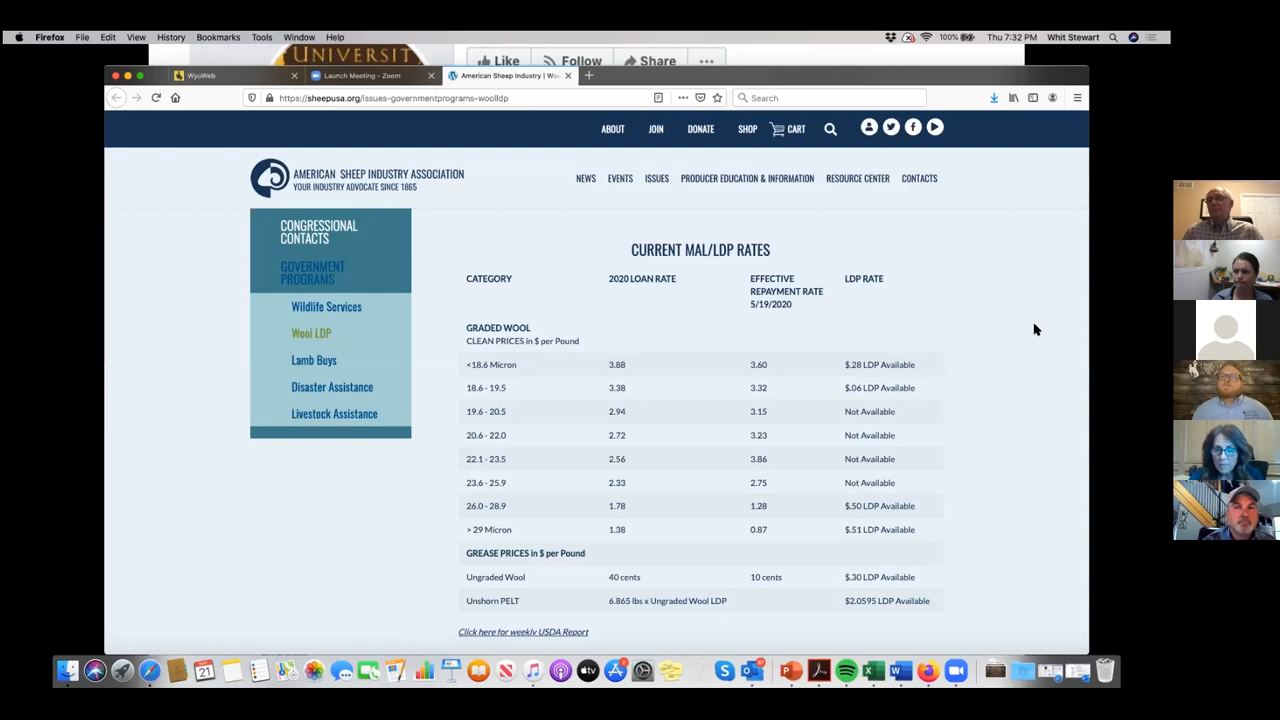 Firefox File Edit View History Bookmarks Tools Window Help
100% Thu 7:32 PM Whit Stewart
UNIVERSIT
Like Follow Share ...
WyoWeb
Launch Meeting - Zoom
American Sheep Industry | Woo
https://sheepusa.org/issues-governmentprograms-woolldp
Search
ABOUT JOIN DONATE SHOP CART
AMERICAN SHEEP INDUSTRY ASSOCIATION
YOUR INDUSTRY ADVOCATE SINCE 1865
NEWS EVENTS ISSUES PRODUCER EDUCATION & INFORMATION RESOURCE CENTER CONTACTS
CONGRESSIONAL
CONTACTS
GOVERNMENT
PROGRAMS
Wildlife Services
Wool LDP
Lamb Buys
Disaster Assistance
Livestock Assistance
CURRENT MAL/LDP RATES
CATEGORY 2020 LOAN RATE EFFECTIVE LDP RATE
REPAYMENT RATE
5/19/2020
GRADED WOOL
CLEAN PRICES in $ per Pound
<18.6 Micron 3.88 3.60 $.28 LDP Available
18.6 - 19.5 3.38 3.32 $.06 LDP Available
19.6 - 20.5 2.94 3.15 Not Available
20.6 - 22.0 2.72 3.23 Not Available
22.1 - 23.5 2.56 3.86 Not Available
23.6 - 25.9 2.33 2.75 Not Available
26.0 - 28.9 1.78 1.28 $.50 LDP Available
> 29 Micron 1.38 0.87 $.51 LDP Available
GREASE PRICES in $ per Pound
Ungraded Wool 40 cents 10 cents $.30 LDP Available
Unshorn PELT 6.865 lbs x Ungraded Wool LDP $2.0595 LDP Available
Click here for weekly USDA Report
21